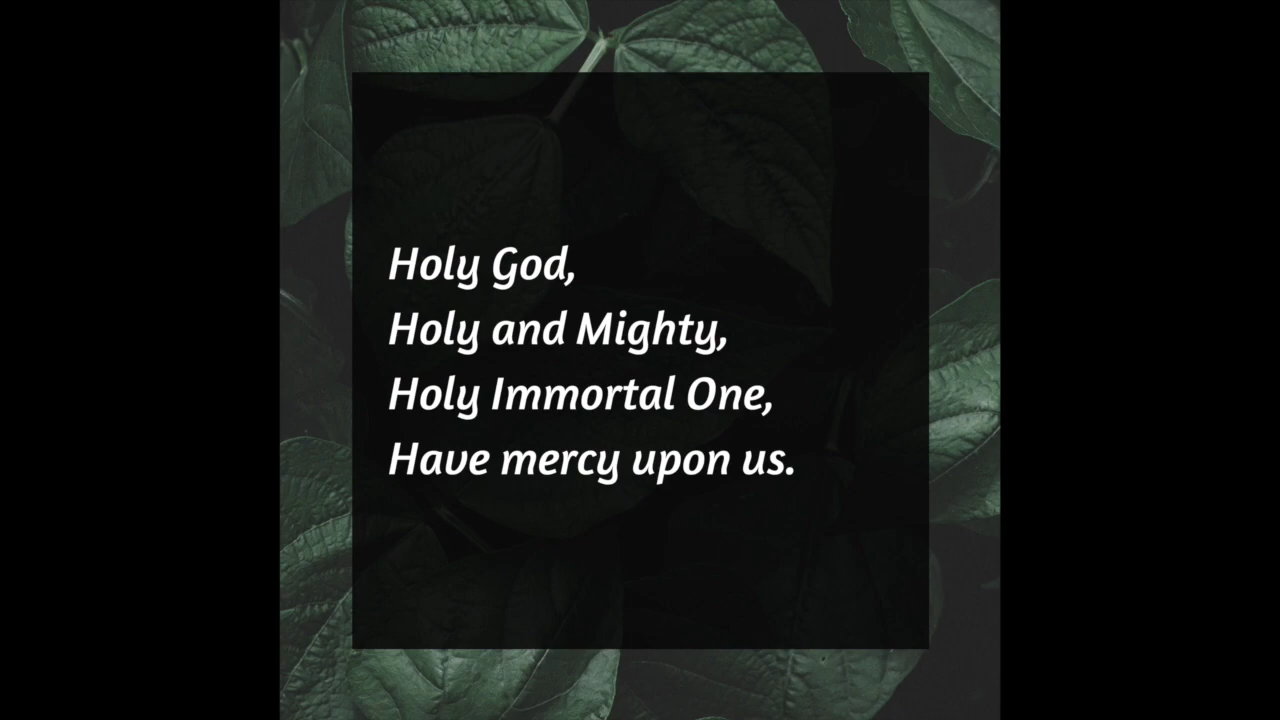 Holy God,
Holy and Mighty,
Holy Immortal One,
Have mercy upon us.